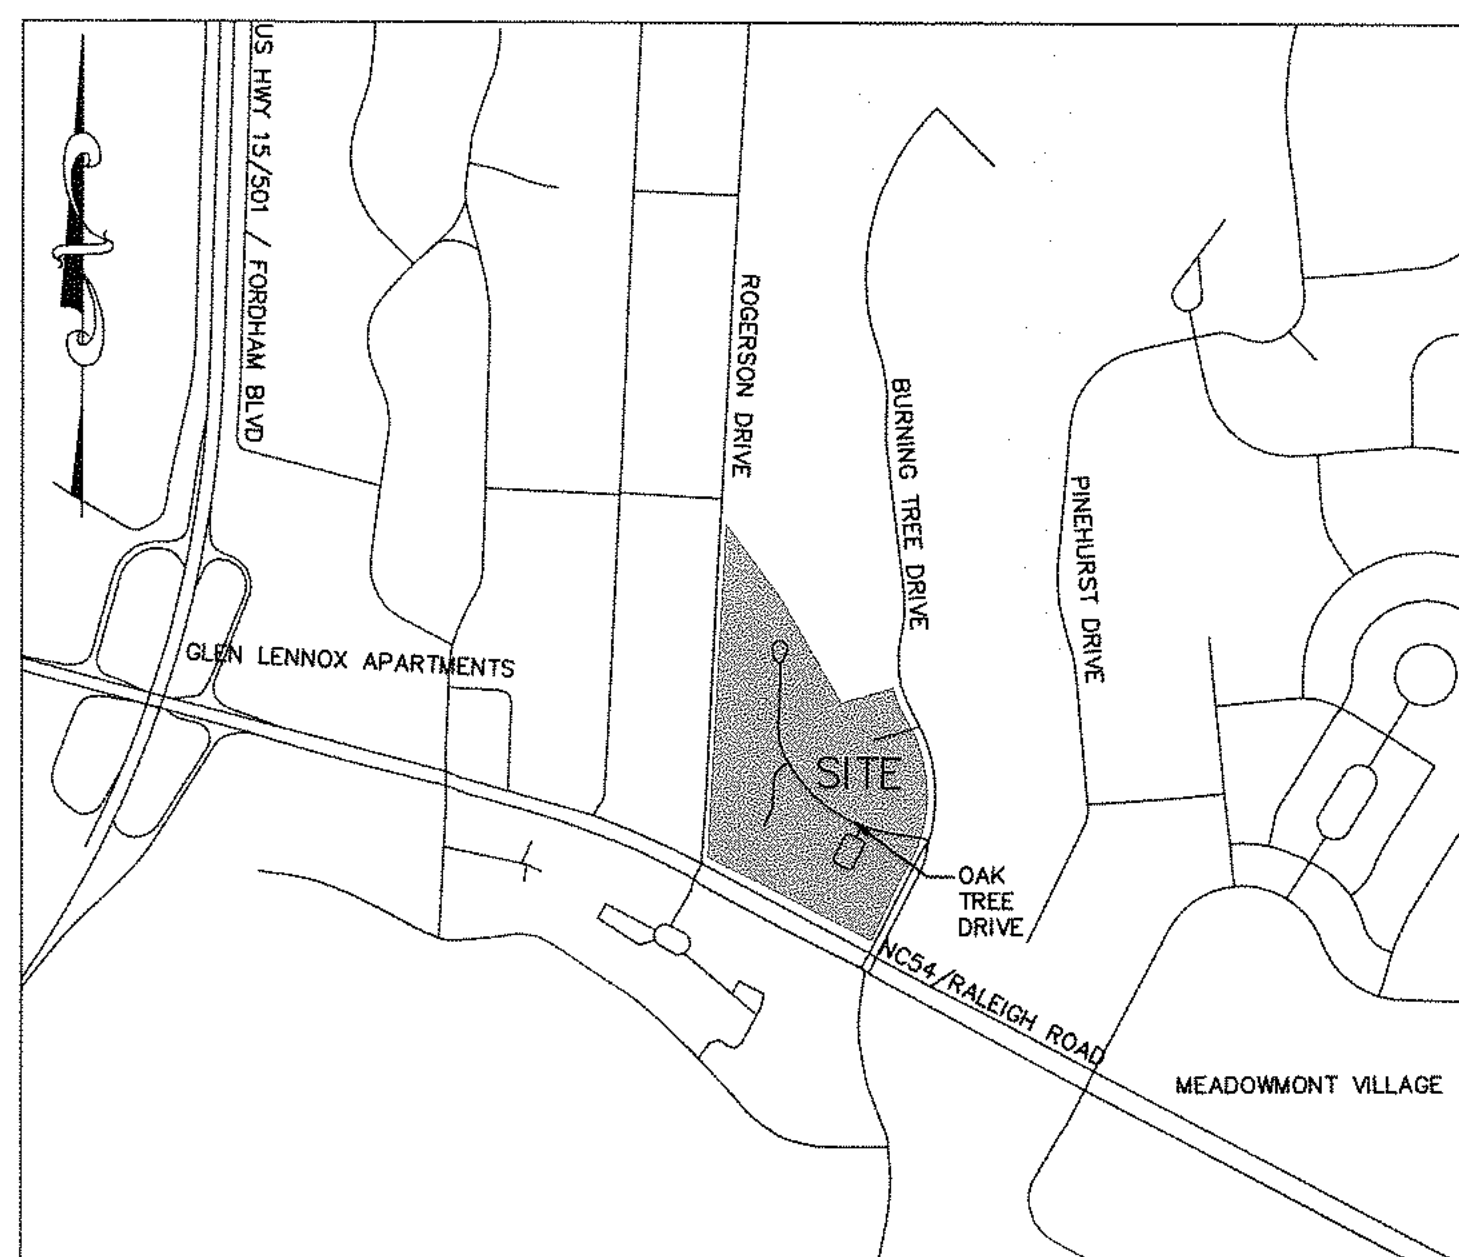 US HWY 15/501 / FORDHAM BLVD
ROGERSON DRIVE
BURNING TREE DRIVE
PINEHURST DRIVE
GLEN LENNOX APARTMENTS
SITE
OAK
TREE
DRIVE
NC54/RALEIGH ROAD
MEADOWMONT VILLAGE